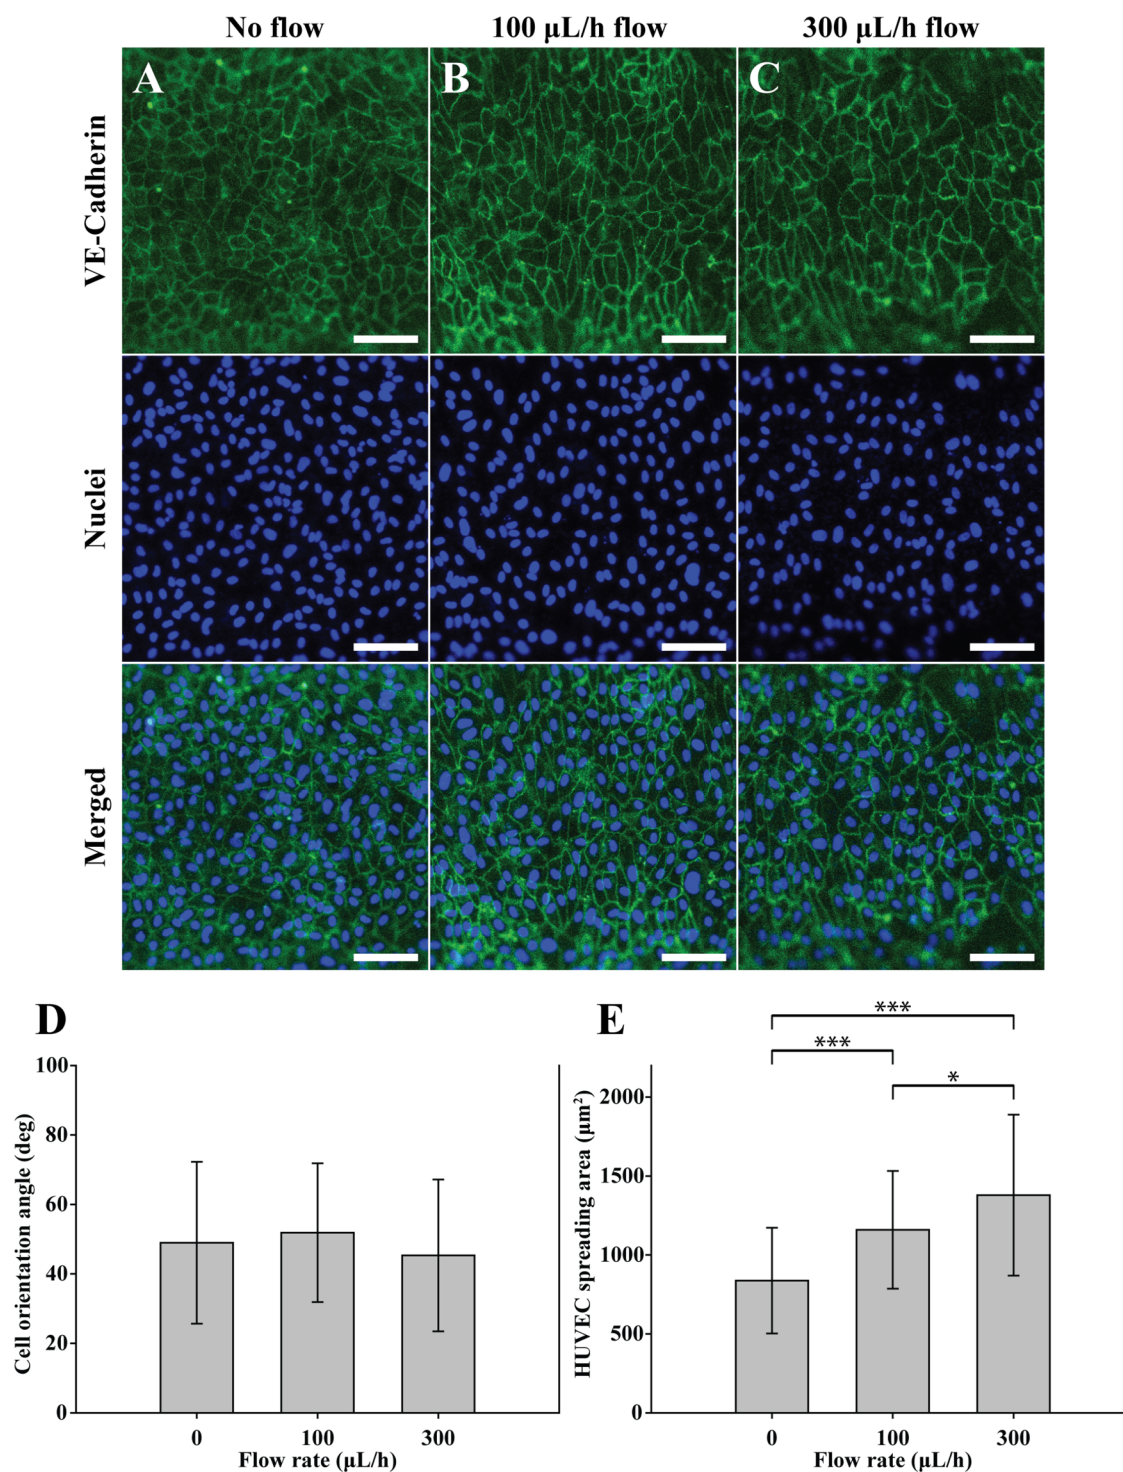 No flow
100 µL/h flow
300 µL/h flow
A
B
C
VE-Cadherin
Nuclei
Merged
D
100
80
60
40
20
0
Cell orientation angle (deg)
0
100
300
Flow rate (µL/h)
E
***
***
*
2000
1500
1000
500
0
HUVEC spreading area (µm²)
0
100
300
Flow rate (µL/h)